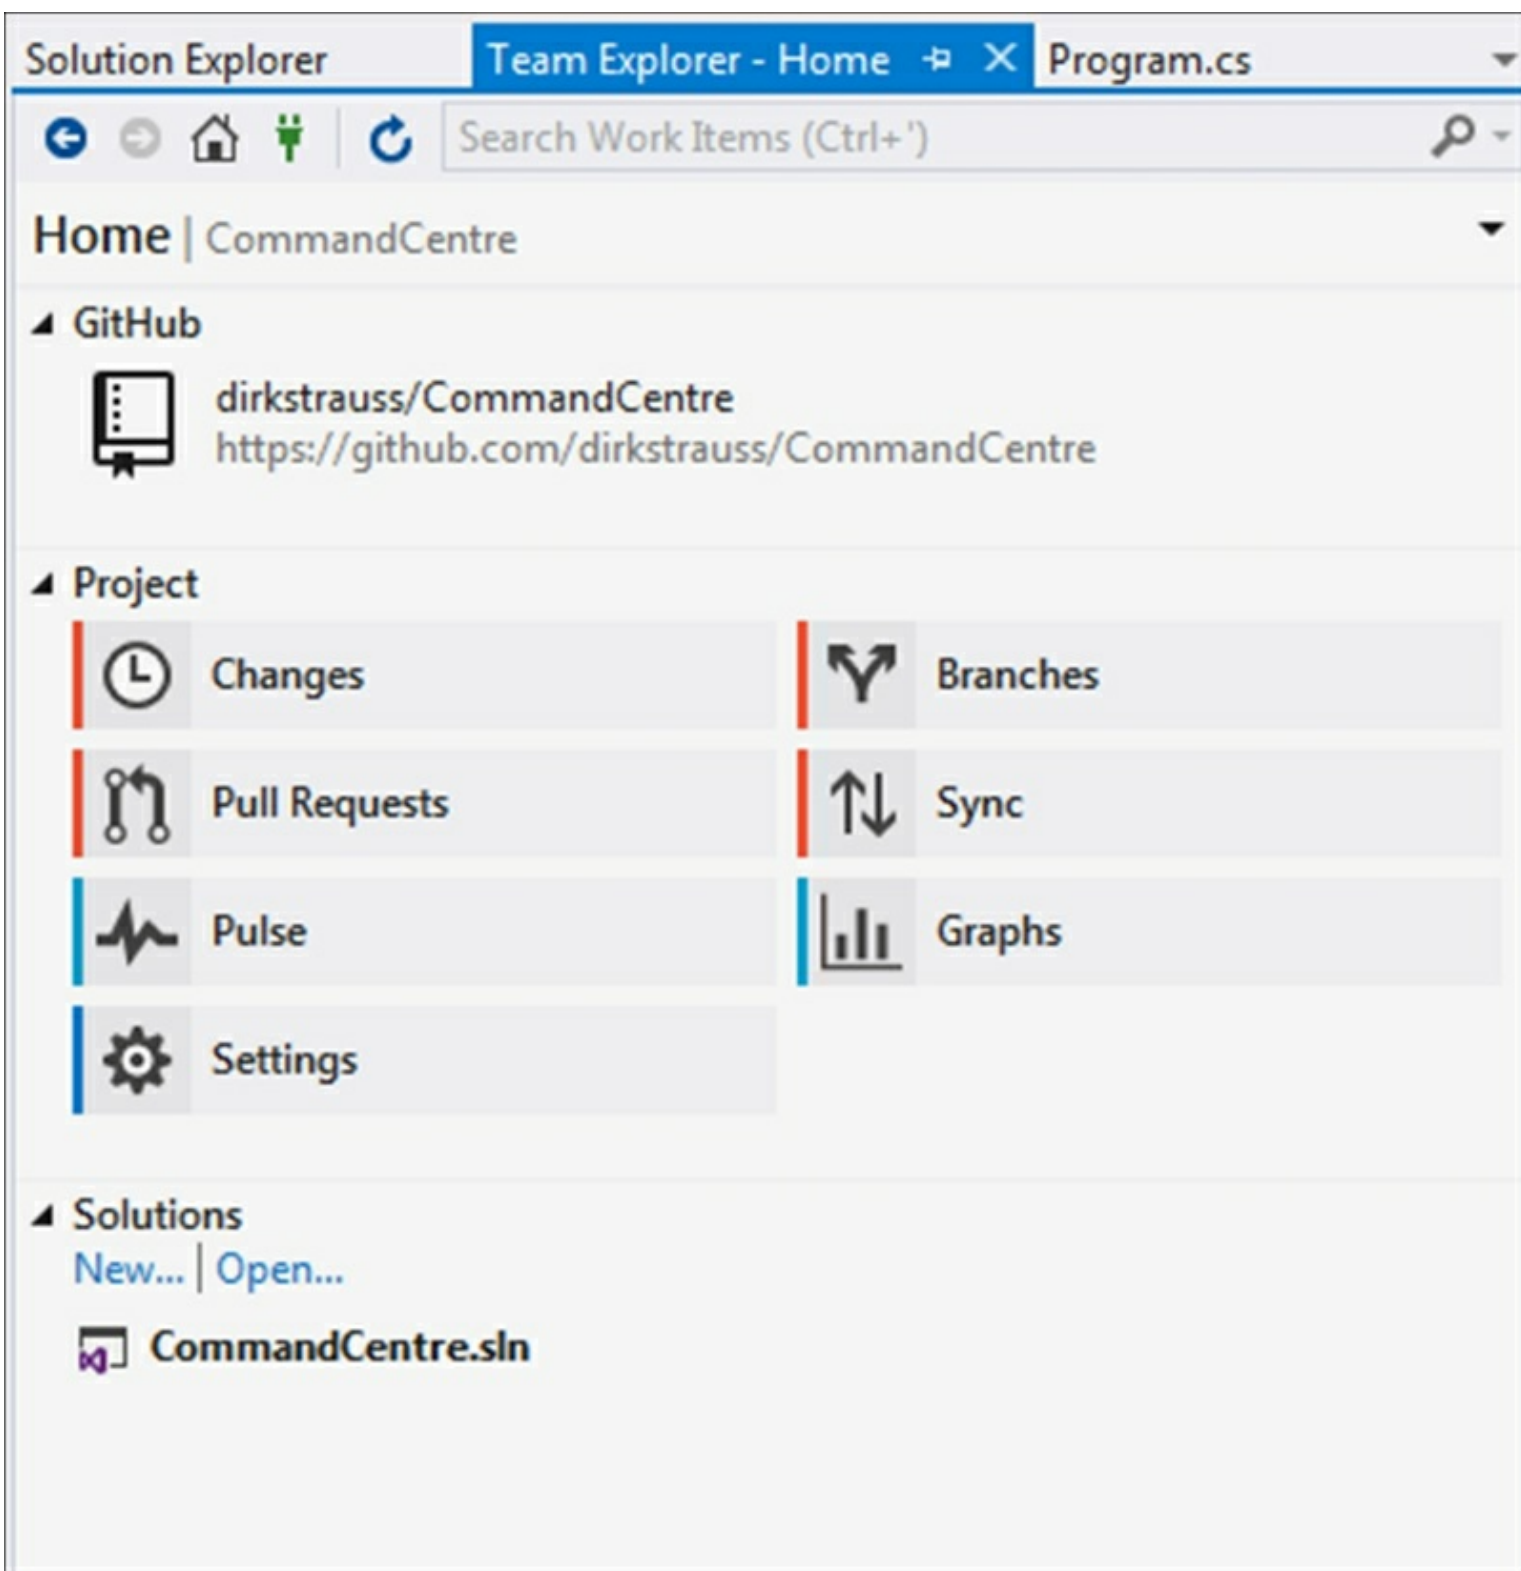 Solution Explorer Team Explorer - Home Program.cs
Search Work Items (Ctrl+')
Home | CommandCentre
GitHub
dirkstrauss/CommandCentre
https://github.com/dirkstrauss/CommandCentre
Project
Changes Branches
Pull Requests Sync
Pulse Graphs
Settings
Solutions
New... | Open...
CommandCentre.sln